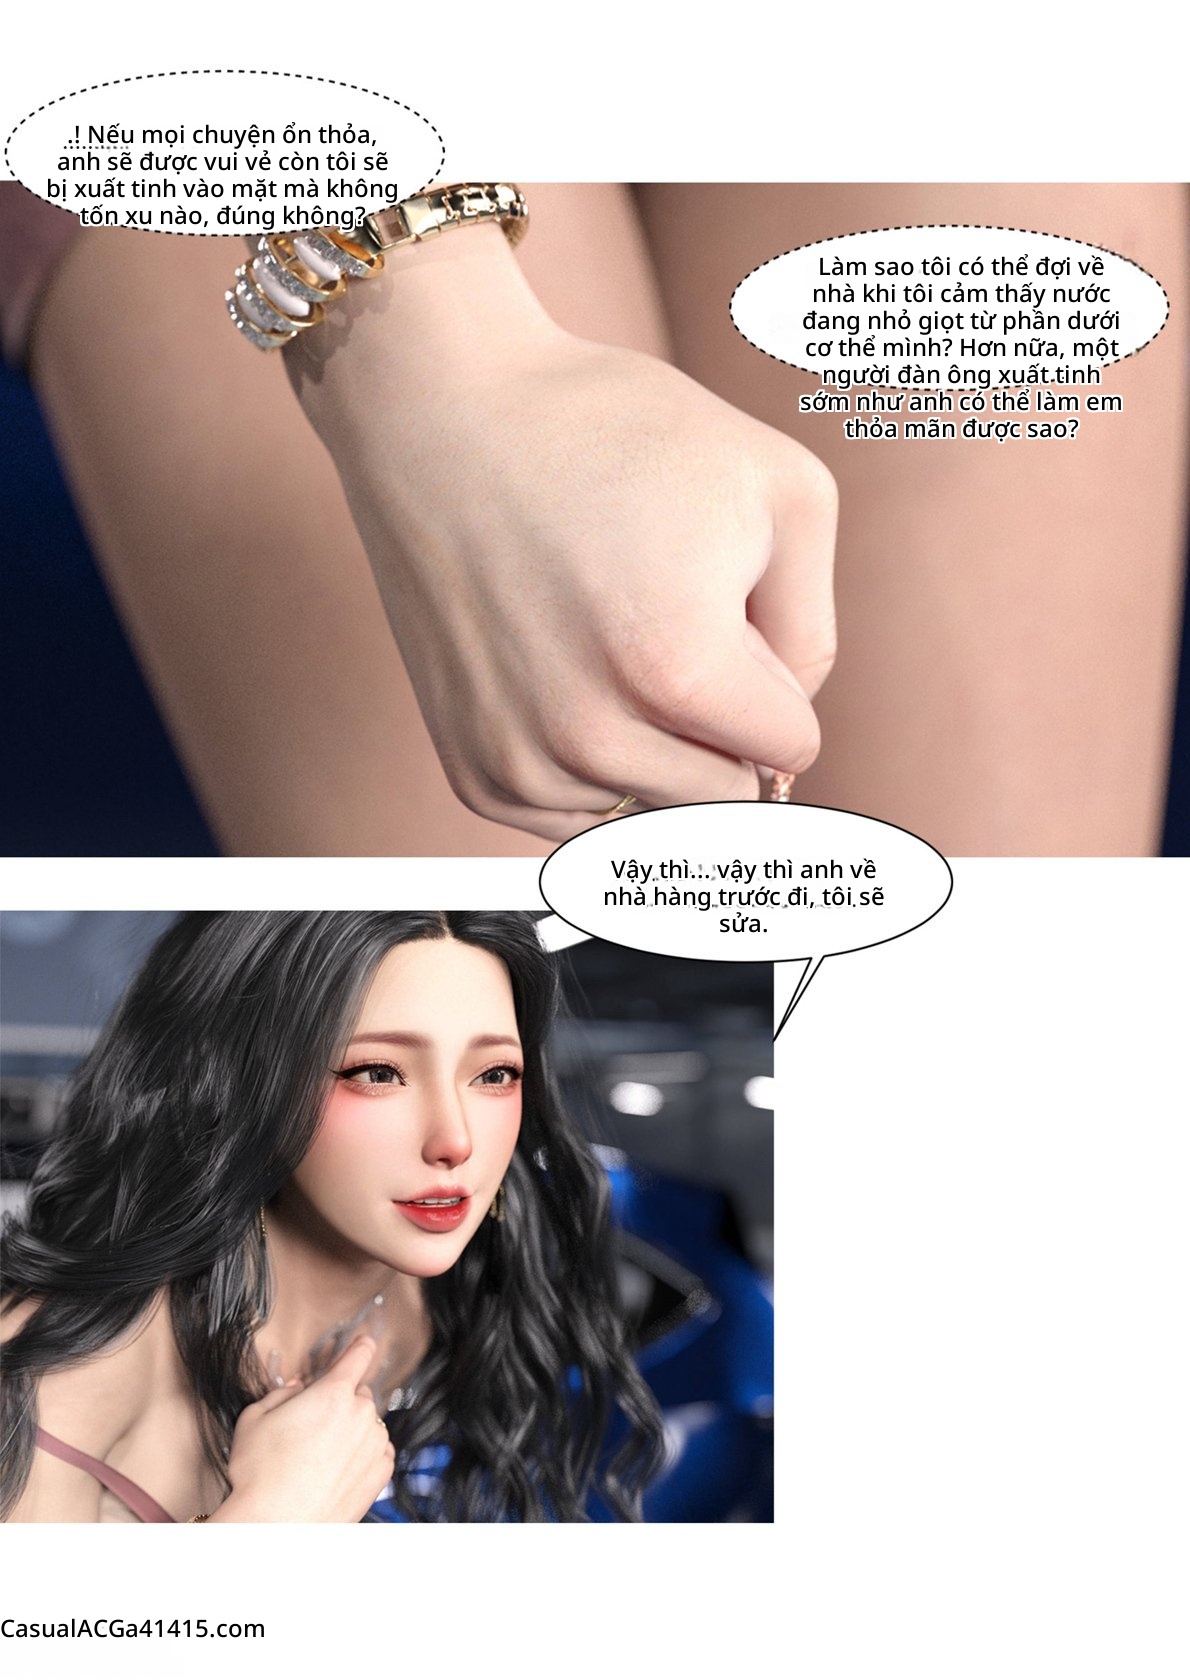 ..! Nếu mọi chuyện ổn thỏa,
anh sẽ được vui vẻ còn tôi sẽ
bị xuất tinh vào mặt mà không
tốn xu nào, đúng không?
Làm sao tôi có thể đợi về
nhà khi tôi cảm thấy nước
đang nhỏ giọt từ phần dưới
cơ thể mình? Hơn nữa, một
người đàn ông xuất tinh
sớm như anh có thể làm em
thỏa mãn được sao?
Vậy thì... vậy thì anh về
nhà hàng trước đi, tôi sẽ
sửa.
CasualACGa41415.com